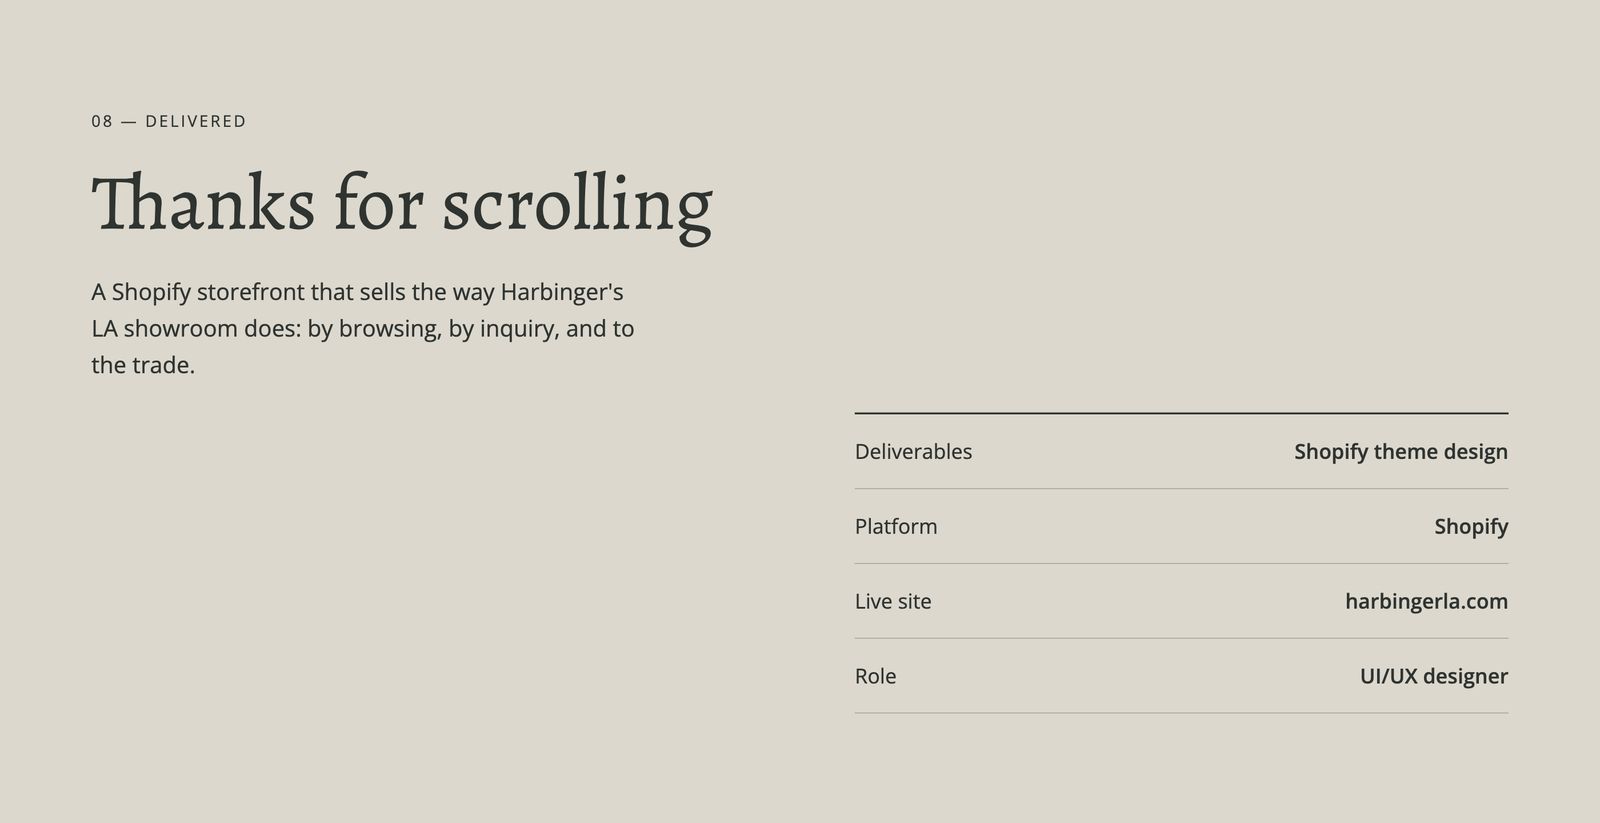 08 — DELIVERED
Thanks for scrolling
A Shopify storefront that sells the way Harbinger's
LA showroom does: by browsing, by inquiry, and to
the trade.
Deliverables Shopify theme design
Platform Shopify
Live site harbingerla.com
Role UI/UX designer